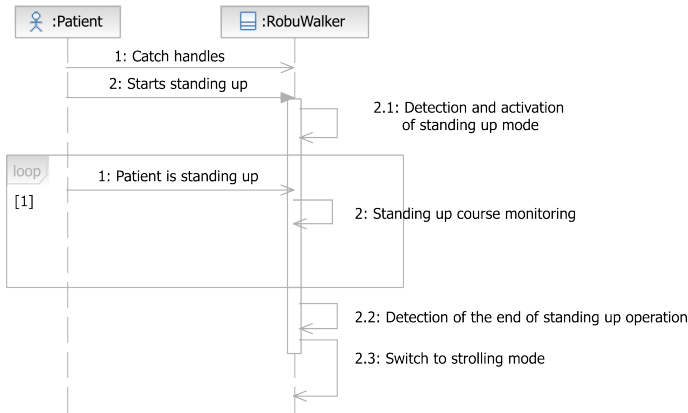 :Patient
:RobuWalker
1: Catch handles
2: Starts standing up
2.1: Detection and activation
of standing up mode
loop
1: Patient is standing up
[1]
2: Standing up course monitoring
2.2: Detection of the end of standing up operation
2.3: Switch to strolling mode